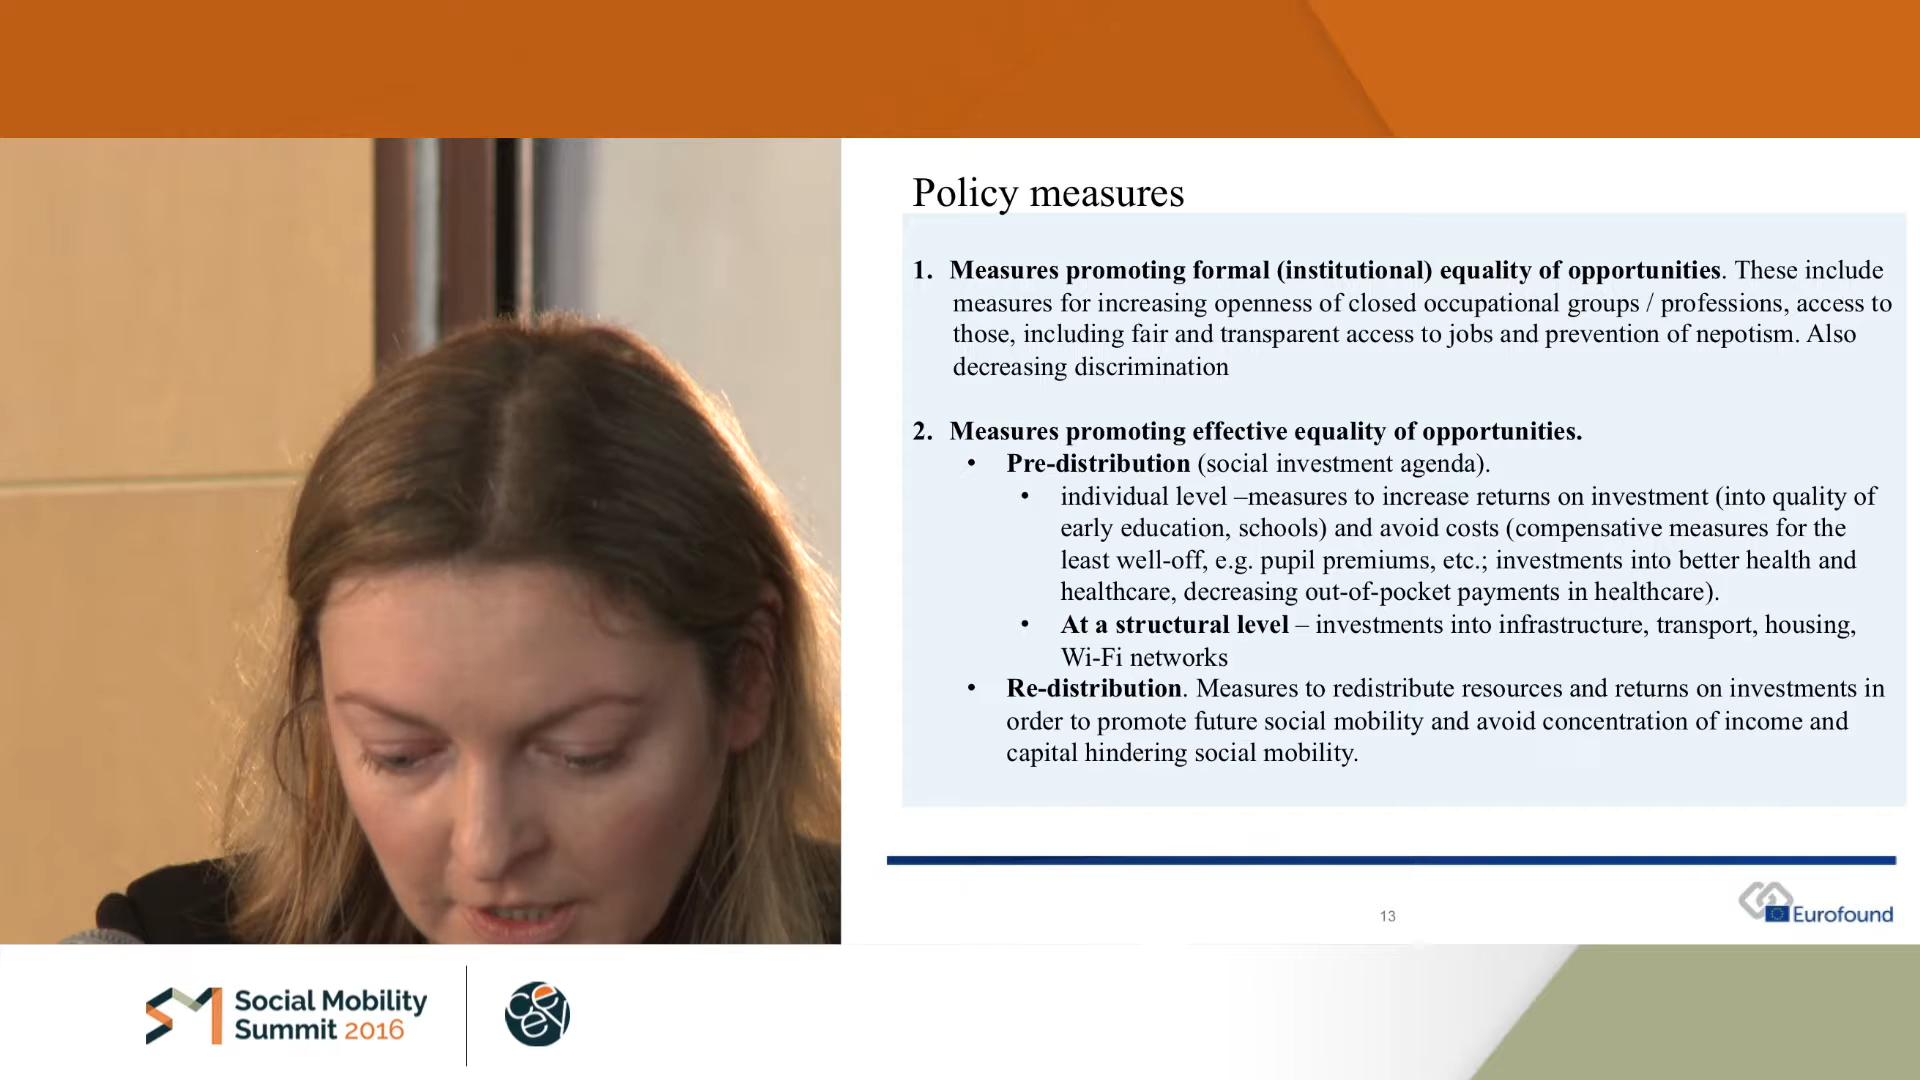 Policy measures
1. Measures promoting formal (institutional) equality of opportunities. These include
measures for increasing openness of closed occupational groups / professions, access to
those, including fair and transparent access to jobs and prevention of nepotism. Also
decreasing discrimination
2. Measures promoting effective equality of opportunities.
• Pre-distribution (social investment agenda).
• individual level –measures to increase returns on investment (into quality of
early education, schools) and avoid costs (compensative measures for the
least well-off, e.g. pupil premiums, etc.; investments into better health and
healthcare, decreasing out-of-pocket payments in healthcare).
• At a structural level – investments into infrastructure, transport, housing,
Wi-Fi networks
• Re-distribution. Measures to redistribute resources and returns on investments in
order to promote future social mobility and avoid concentration of income and
capital hindering social mobility.
13
Eurofound
SM
Social Mobility
Summit 2016
cey